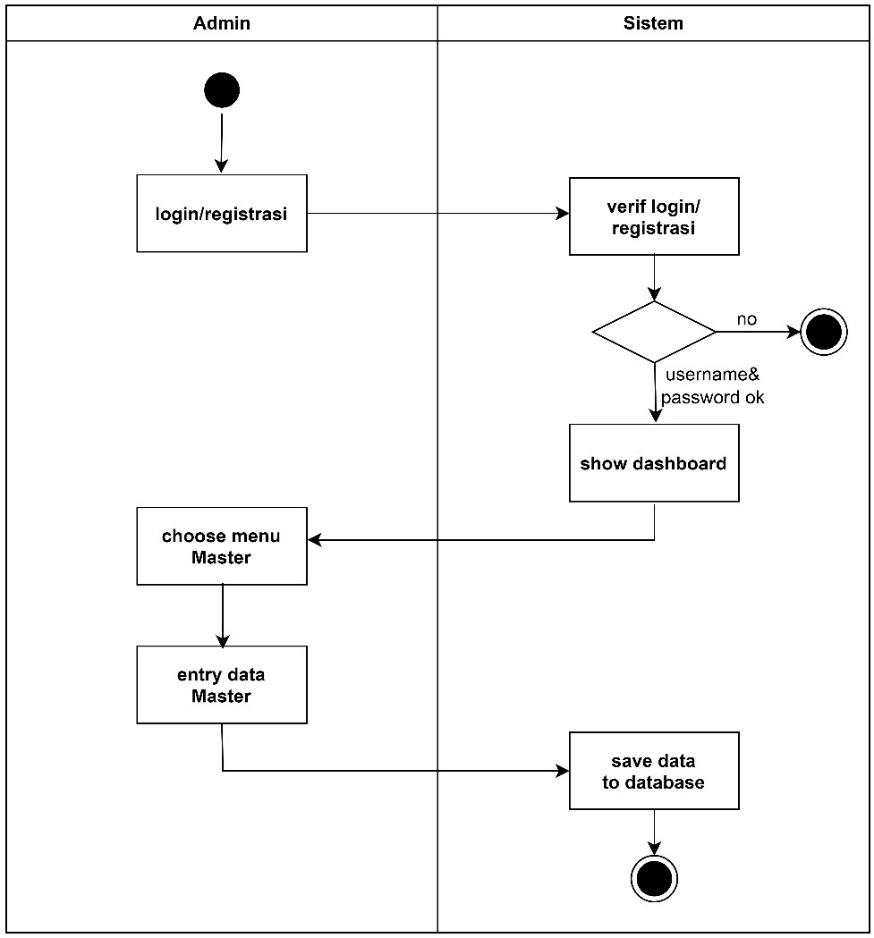 Admin
Sistem
login/registrasi
verif login/
registrasi
no
username&
password ok
show dashboard
choose menu
Master
entry data
Master
save data
to database